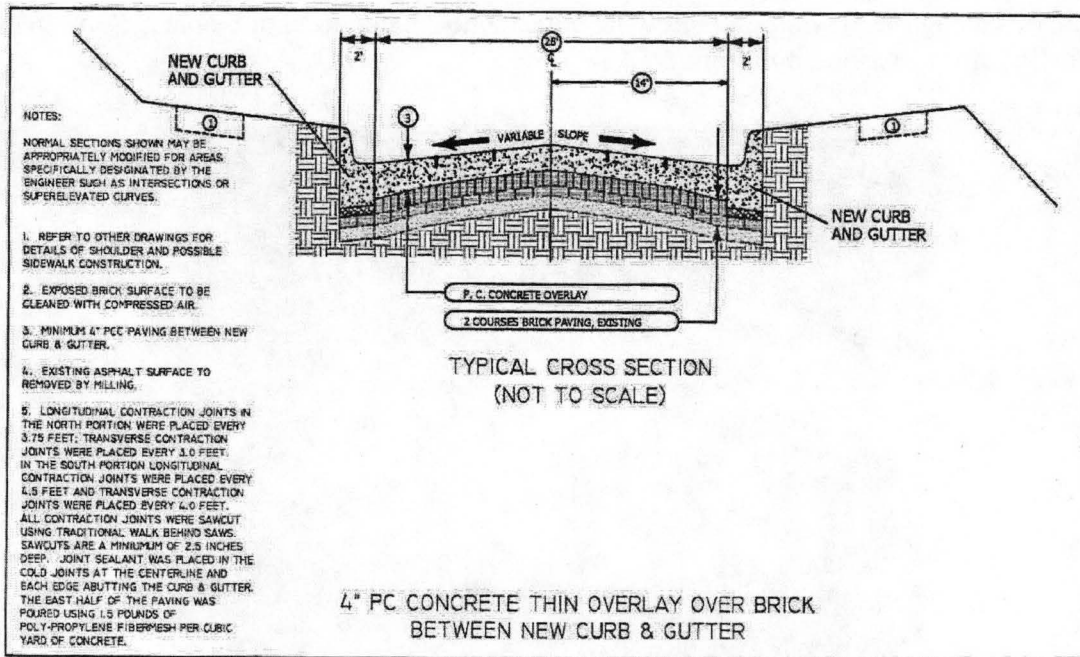 28'
2'
2'
℄
14'
NEW CURB
AND GUTTER
1
3
VARIABLE SLOPE
1
NOTES:
NORMAL SECTIONS SHOWN MAY BE
APPROPRIATELY MODIFIED FOR AREAS
SPECIFICALLY DESIGNATED BY THE
ENGINEER SUCH AS INTERSECTIONS OR
SUPERELEVATED CURVES.
1. REFER TO OTHER DRAWINGS FOR
DETAILS OF SHOULDER AND POSSIBLE
SIDEWALK CONSTRUCTION.
2. EXPOSED BRICK SURFACE TO BE
CLEANED WITH COMPRESSED AIR.
3. MINIMUM 4" PCC PAVING BETWEEN NEW
CURB & GUTTER.
4. EXISTING ASPHALT SURFACE TO
REMOVED BY MILLING.
5. LONGITUDINAL CONTRACTION JOINTS IN
THE NORTH PORTION WERE PLACED EVERY
3.75 FEET; TRANSVERSE CONTRACTION
JOINTS WERE PLACED EVERY 3.0 FEET.
IN THE SOUTH PORTION LONGITUDINAL
CONTRACTION JOINTS WERE PLACED EVERY
4.5 FEET AND TRANSVERSE CONTRACTION
JOINTS WERE PLACED EVERY 4.0 FEET.
ALL CONTRACTION JOINTS WERE SAWCUT
USING TRADITIONAL WALK BEHIND SAWS.
SAWCUTS ARE A MINIUMUM OF 2.5 INCHES
DEEP. JOINT SEALANT WAS PLACED IN THE
COLD JOINTS AT THE CENTERLINE AND
EACH EDGE ABUTTING THE CURB & GUTTER.
THE EAST HALF OF THE PAVING WAS
POURED USING 1.5 POUNDS OF
POLY-PROPYLENE FIBERMESH PER CUBIC
YARD OF CONCRETE.
NEW CURB
AND GUTTER
P. C. CONCRETE OVERLAY
2 COURSES BRICK PAVING, EXISTING
TYPICAL CROSS SECTION
(NOT TO SCALE)
4" PC CONCRETE THIN OVERLAY OVER BRICK
BETWEEN NEW CURB & GUTTER